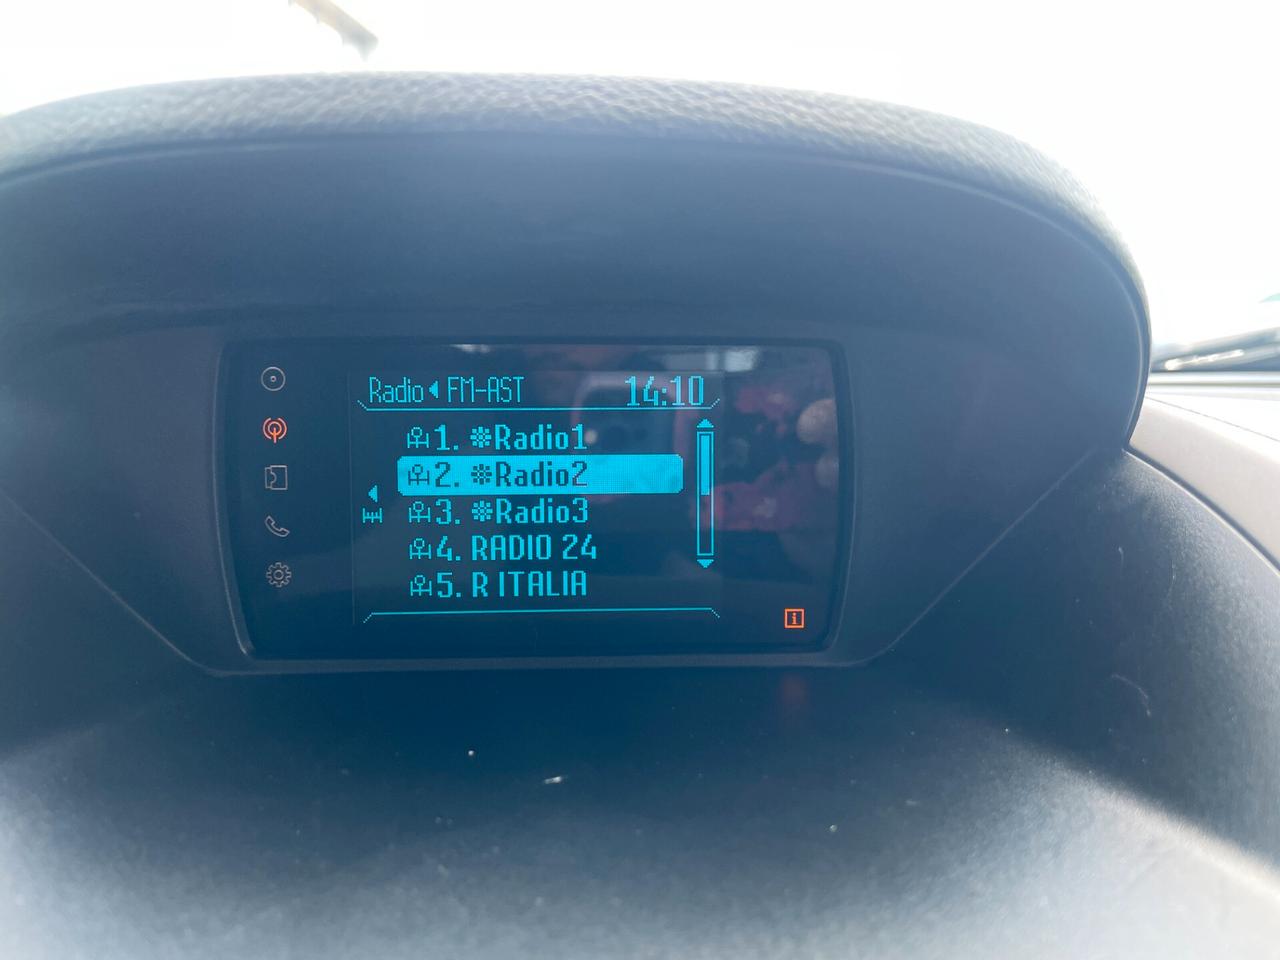 Radio FM-AST 14:10
1. Radio1
2. Radio2
3. Radio3
4. RADIO 24
5. R ITALIA
i